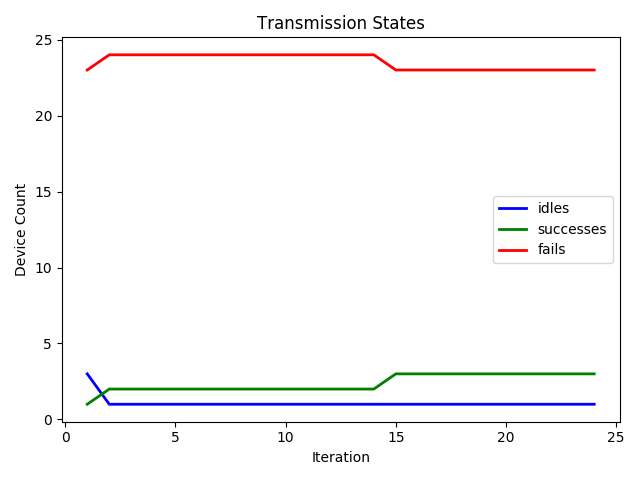 Transmission States
Device Count
25
20
15
10
5
0
idles
successes
fails
0 5 10 15 20 25
Iteration